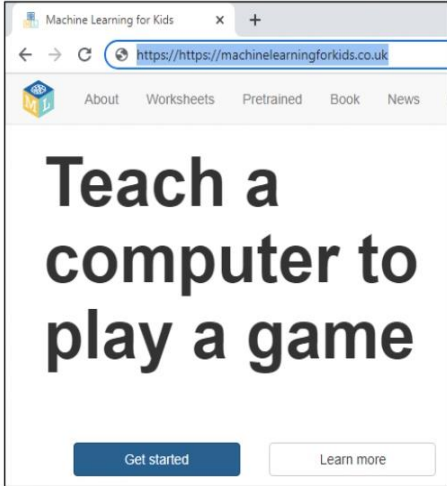 Machine Learning for Kids
https://https://machinelearningforkids.co.uk
ML About Worksheets Pretrained Book News
Teach a
computer to
play a game
Get started Learn more